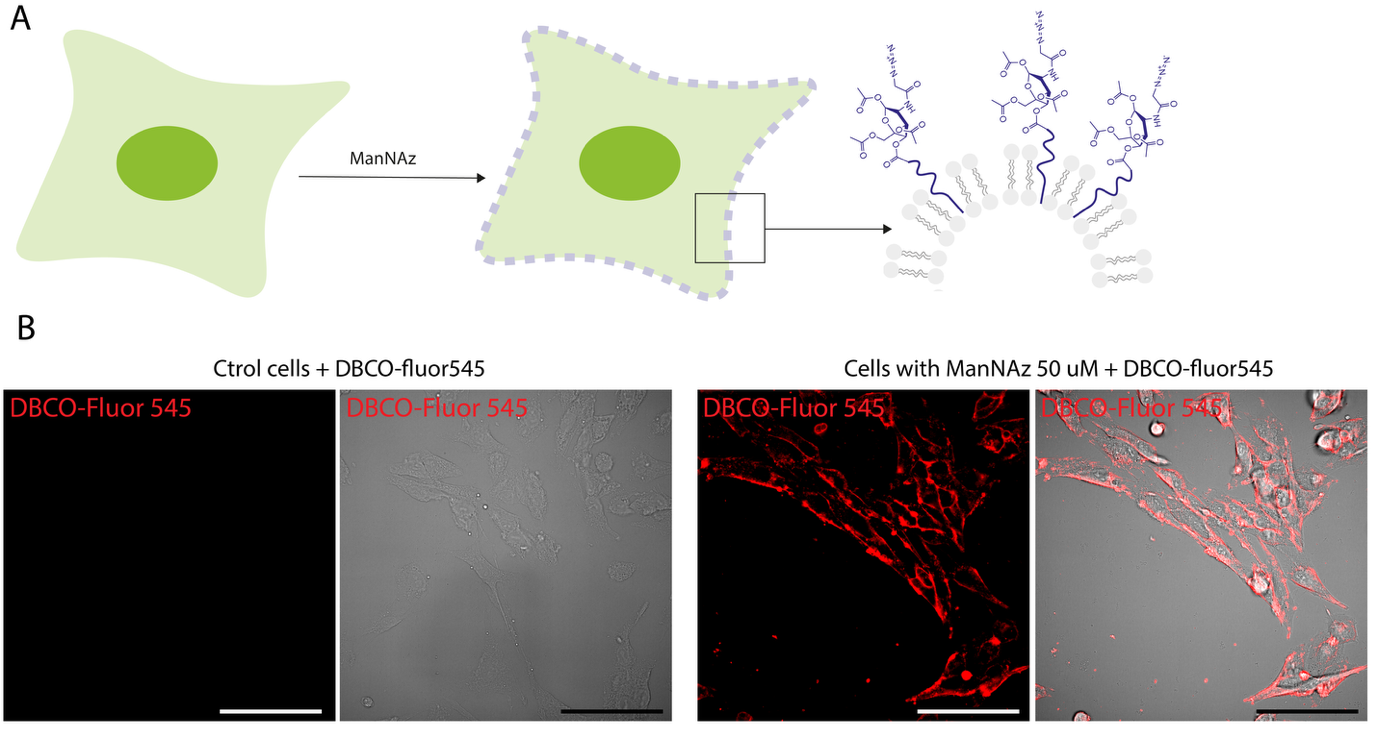 A
ManNAz
B
Ctrol cells + DBCO-fluor545
Cells with ManNAz 50 uM + DBCO-fluor545
DBCO-Fluor 545
DBCO-Fluor 545
DBCO-Fluor 545
DBCO-Fluor 545